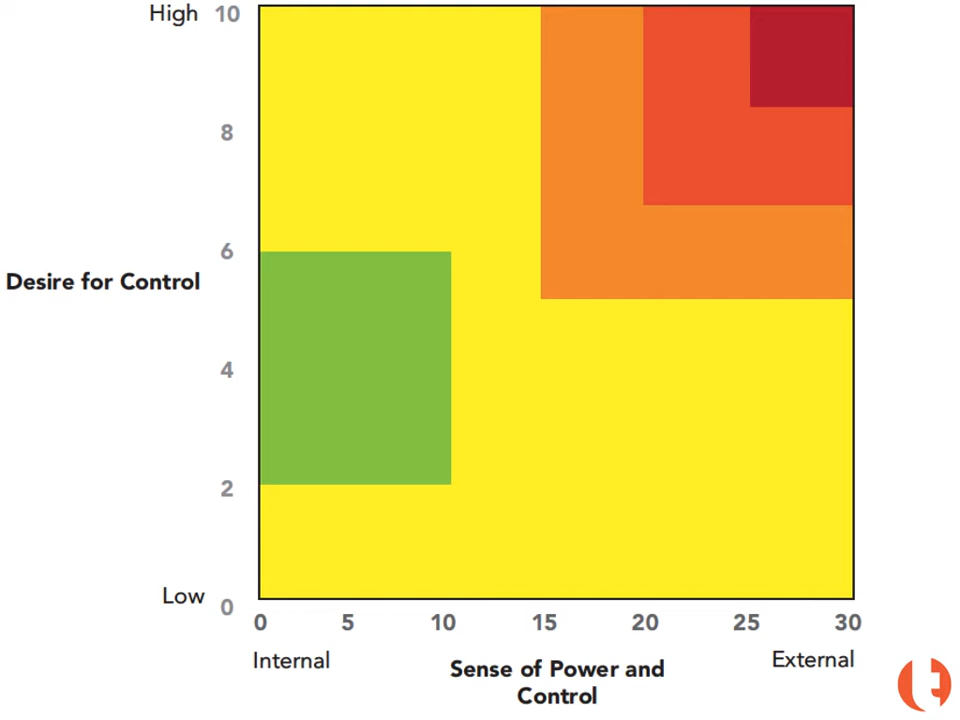 High 10
8
6
Desire for Control
4
2
Low 0
0 5 10 15 20 25 30
Internal External
Sense of Power and
Control